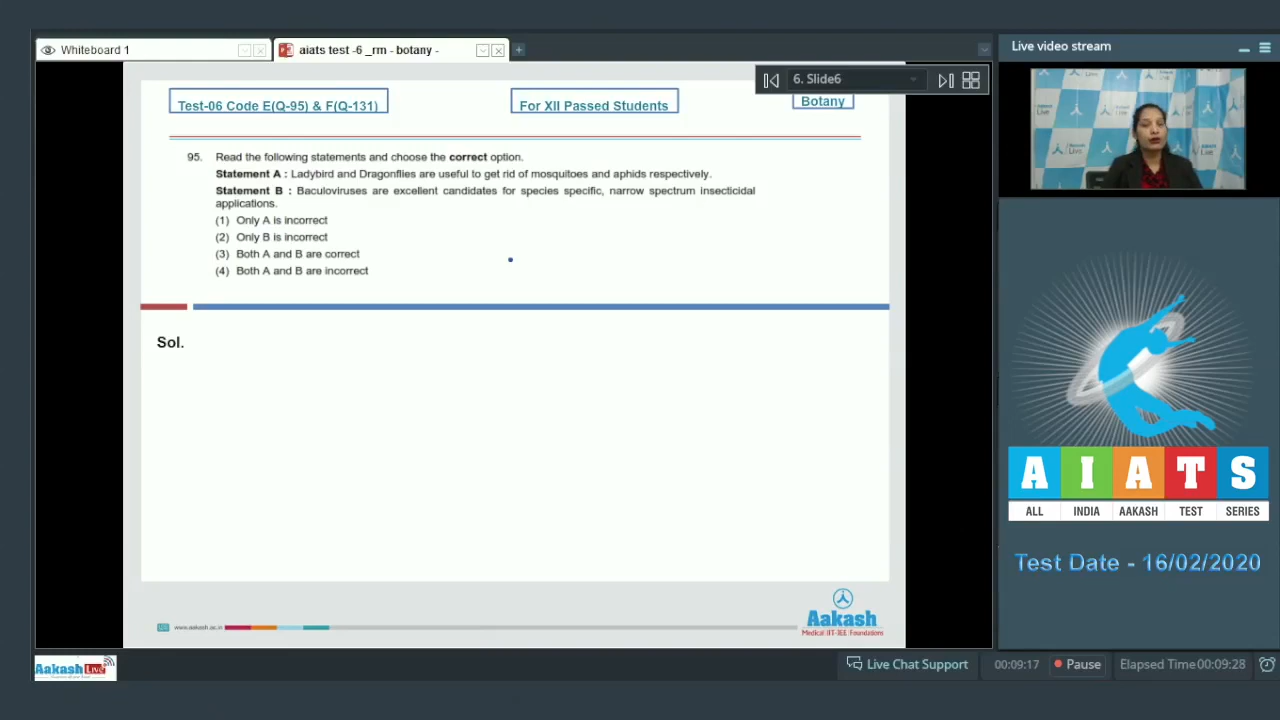 Whiteboard 1
aiats test -6 _rm - botany -
Live video stream
6. Slide6
Test-06 Code E(Q-95) & F(Q-131)
For XII Passed Students
Botany
95. Read the following statements and choose the correct option.
Statement A : Ladybird and Dragonflies are useful to get rid of mosquitoes and aphids respectively.
Statement B : Baculoviruses are excellent candidates for species specific, narrow spectrum insecticidal
applications.
(1) Only A is incorrect
(2) Only B is incorrect
(3) Both A and B are correct
(4) Both A and B are incorrect
Sol.
www.aakash.ac.in
Aakash
Medical|IIT-JEE|Foundations
A I A T S
ALL INDIA AAKASH TEST SERIES
Test Date - 16/02/2020
Aakash Live
Live Chat Support
00:09:17
Pause
Elapsed Time 00:09:28